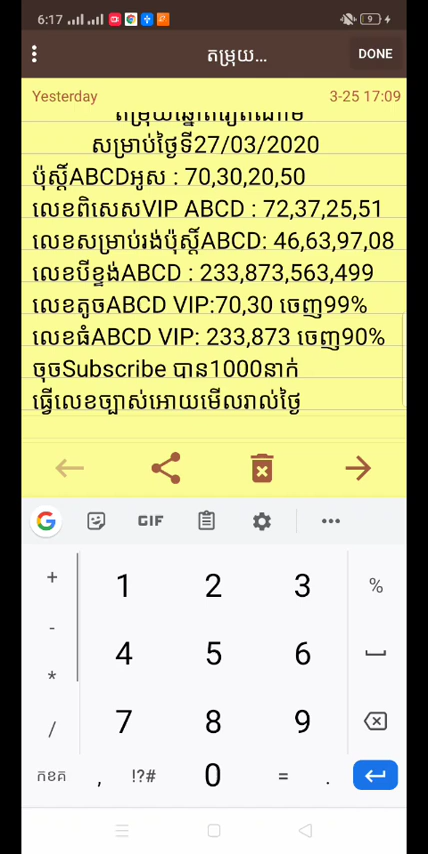 6:17
9
តម្រុយ...
DONE
Yesterday
3-25 17:09
សម្រាប់ថ្ងៃទី27/03/2020
ប៉ុស្តិ៍ABCDអូស : 70,30,20,50
លេខពិសេសVIP ABCD : 72,37,25,51
លេខសម្រាប់រង់ប៉ុស្តិ៍ABCD: 46,63,97,08
លេខបីខ្ទង់ABCD : 233,873,563,499
លេខតូចABCD VIP:70,30 ចេញ99%
លេខធំABCD VIP: 233,873 ចេញ90%
ចុចSubscribe បាន1000នាក់
ធ្វើលេខច្បាស់អោយមើលរាល់ថ្ងៃ
G
GIF
+ 1 2 3 %
- 4 5 6
* 7 8 9
/
កខគ , !?# 0 = .